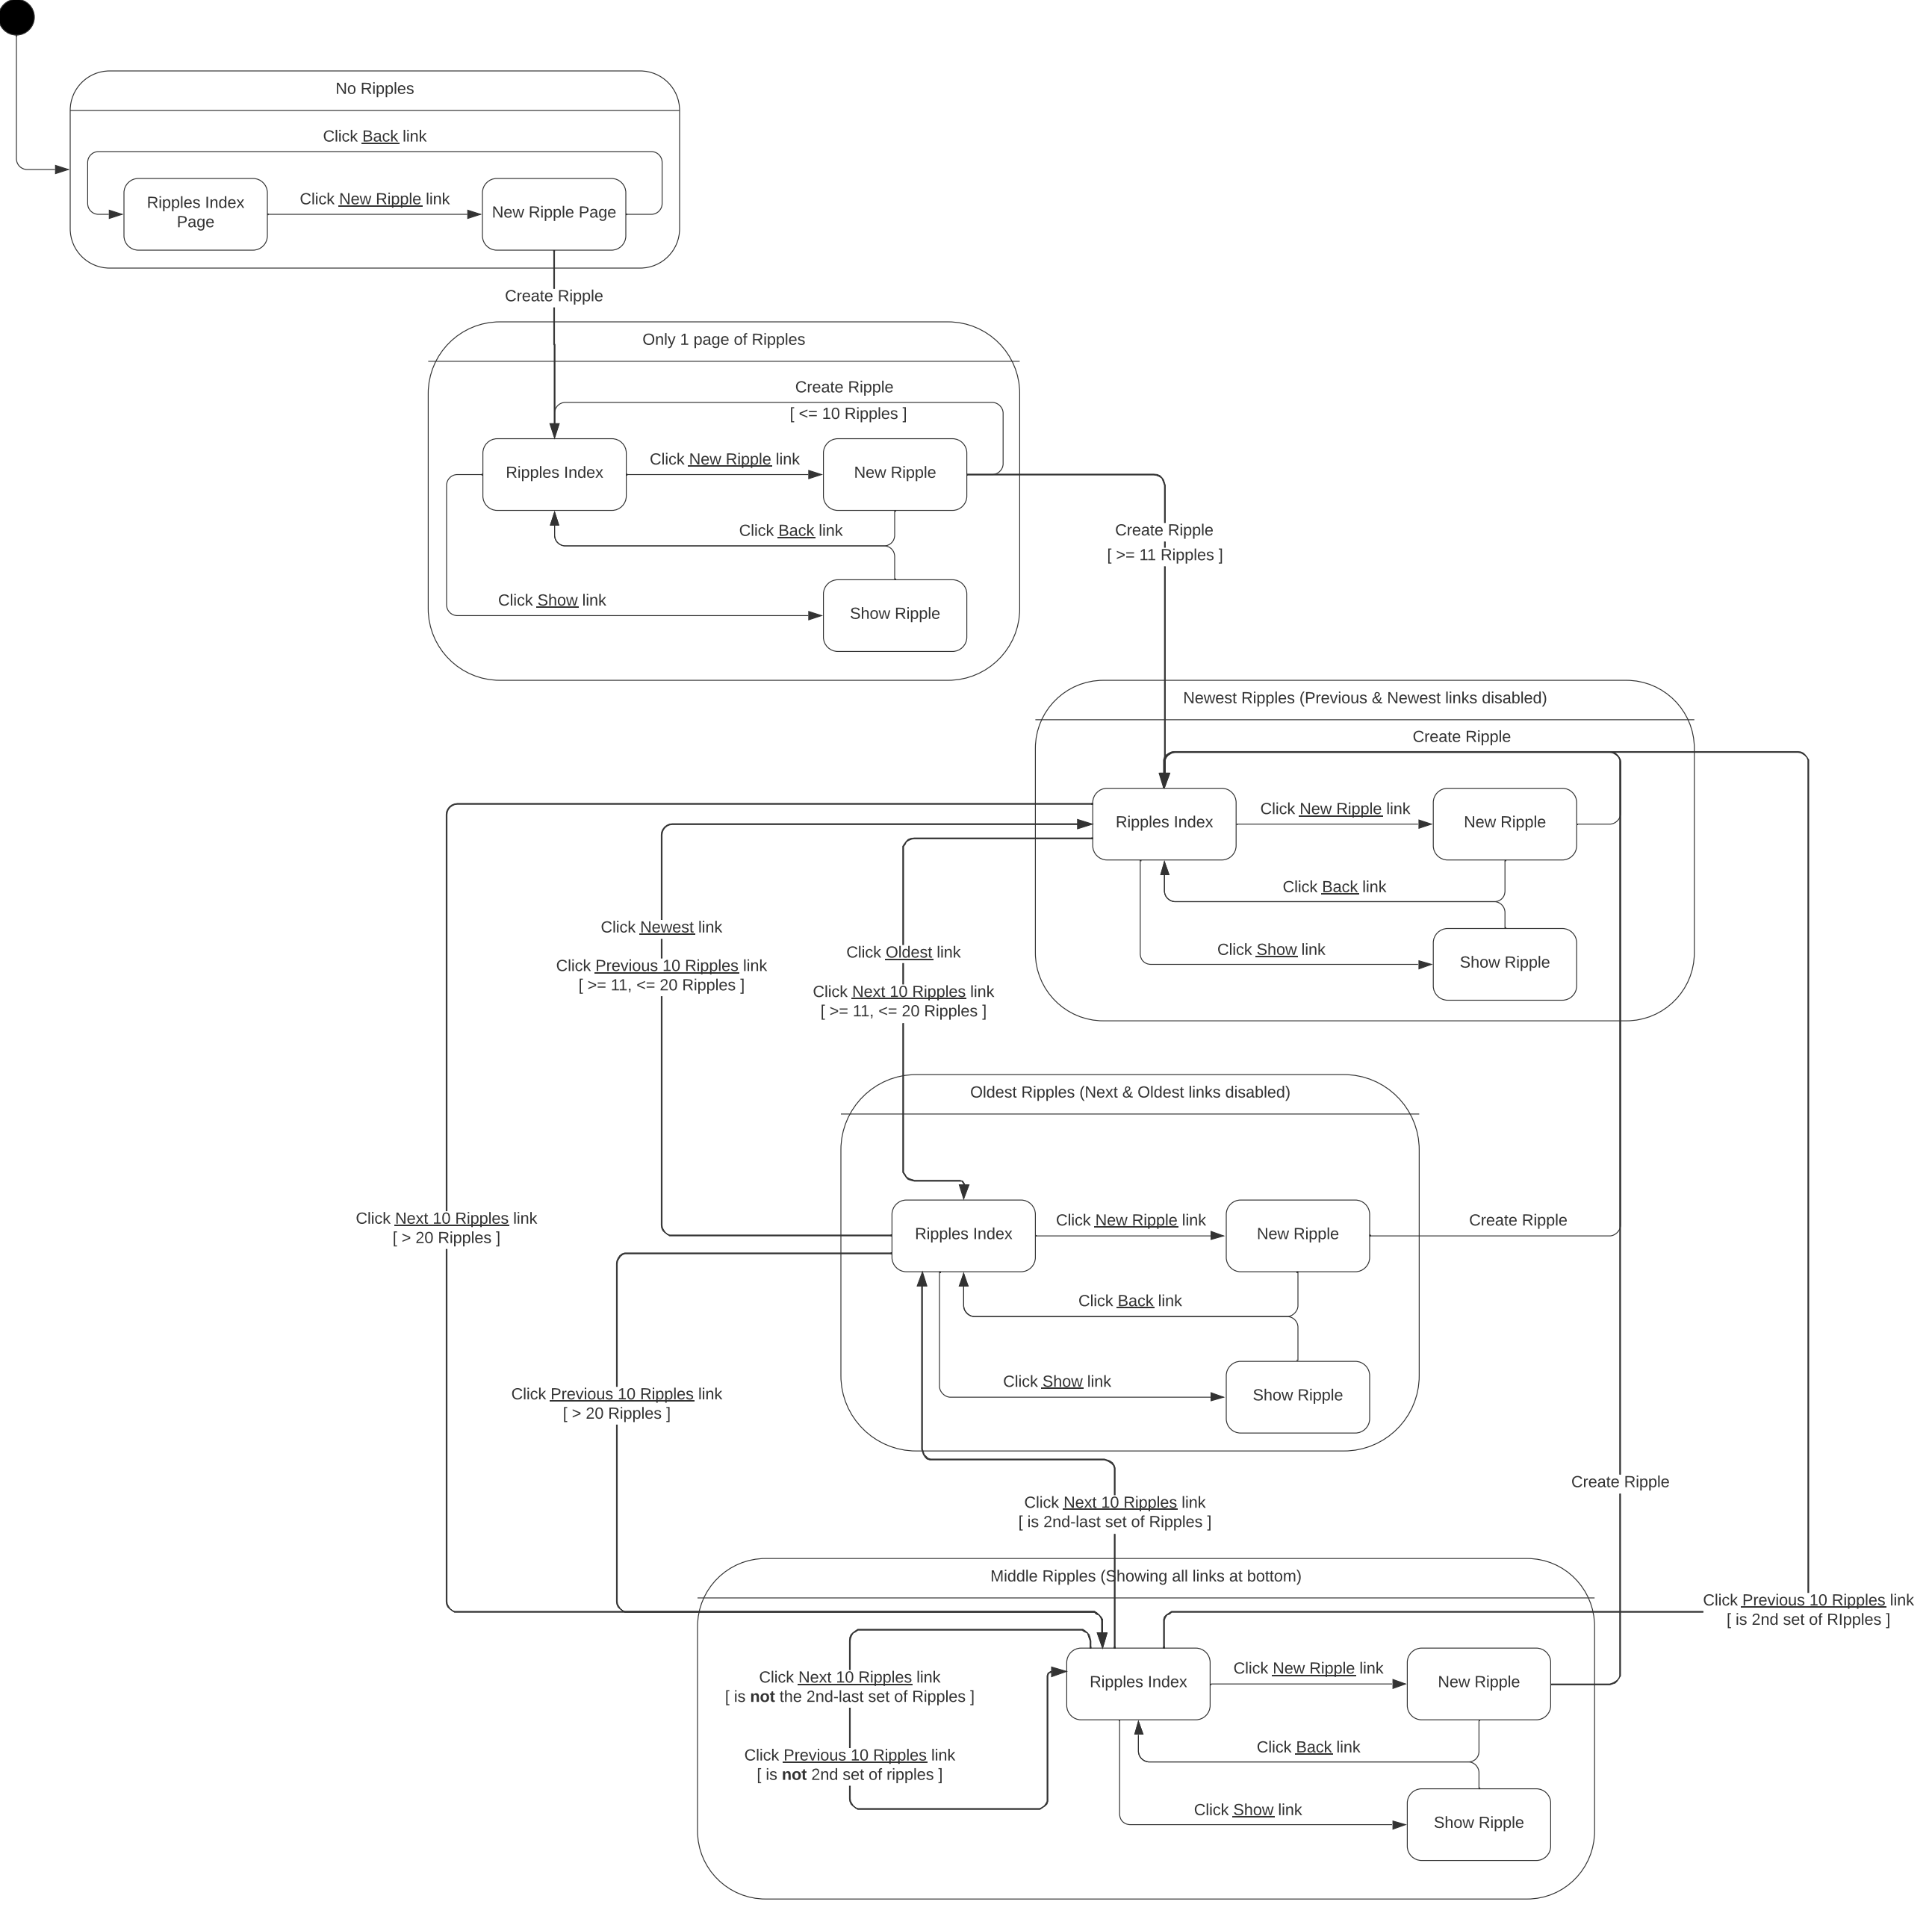 No Ripples
Click Back link
Ripples Index
Page
Click New Ripple link
New Ripple Page
Create Ripple
Only 1 page of Ripples
Create Ripple
[ <= 10 Ripples ]
Ripples Index
Click New Ripple link
New Ripple
Click Back link
Create Ripple
[ >= 11 Ripples ]
Click Show link
Show Ripple
Newest Ripples (Previous & Newest links disabled)
Create Ripple
Ripples Index
Click New Ripple link
New Ripple
Click Back link
Click Show link
Show Ripple
Click Newest link
Click Previous 10 Ripples link
[ >= 11, <= 20 Ripples ]
Click Oldest link
Click Next 10 Ripples link
[ >= 11, <= 20 Ripples ]
Oldest Ripples (Next & Oldest links disabled)
Click Next 10 Ripples link
[ > 20 Ripples ]
Ripples Index
Click New Ripple link
New Ripple
Create Ripple
Click Back link
Click Show link
Show Ripple
Click Previous 10 Ripples link
[ > 20 Ripples ]
Create Ripple
Click Next 10 Ripples link
[ is 2nd-last set of Ripples ]
Middle Ripples (Showing all links at bottom)
Click Previous 10 Ripples link
[ is 2nd set of RIpples ]
Click Next 10 Ripples link
[ is not the 2nd-last set of Ripples ]
Ripples Index
Click New Ripple link
New Ripple
Click Previous 10 Ripples link
[ is not 2nd set of ripples ]
Click Back link
Click Show link
Show Ripple